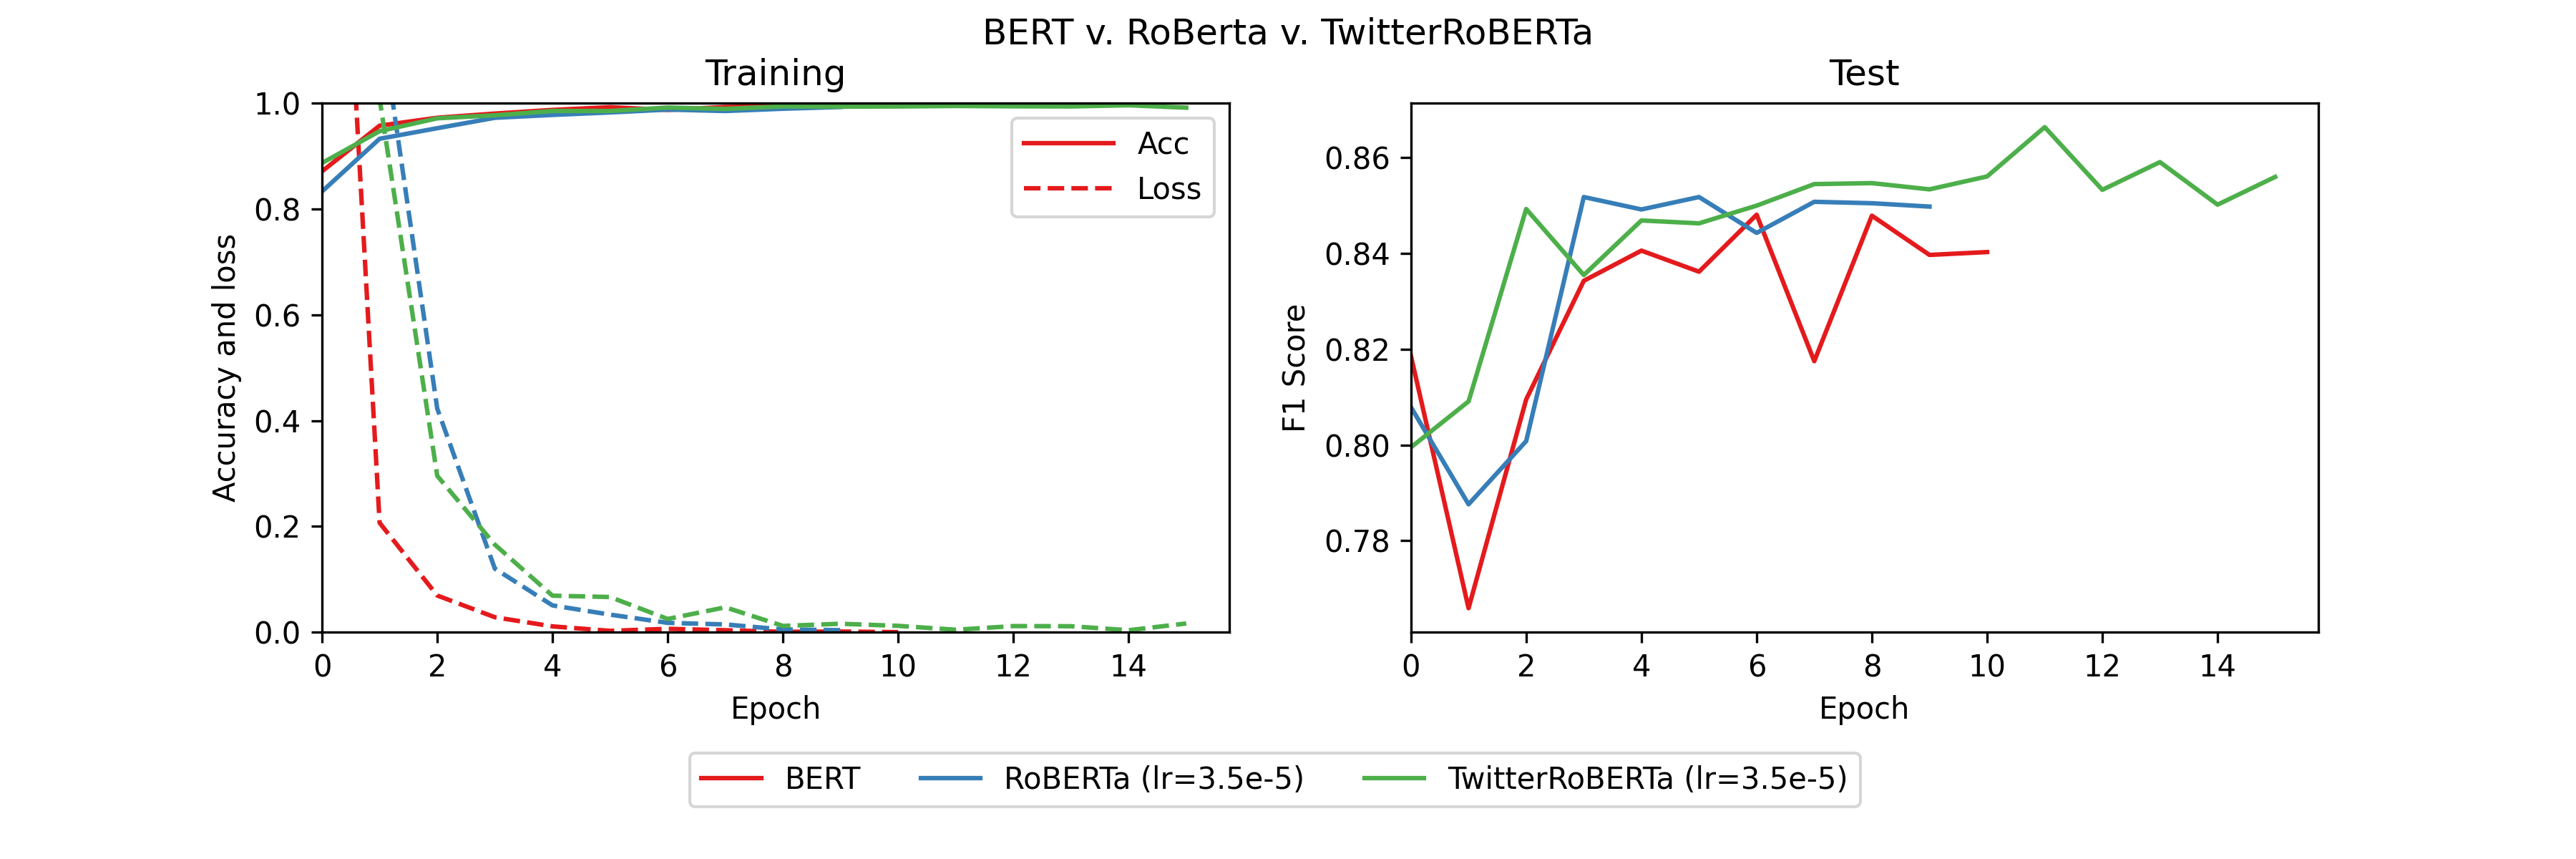 BERT v. RoBerta v. TwitterRoBERTa
Training
1.0
0.8
0.6
0.4
0.2
0.0
Accuracy and loss
Acc
Loss
0 2 4 6 8 10 12 14
Epoch
Test
0.86
0.84
0.82
0.80
0.78
F1 Score
0 2 4 6 8 10 12 14
Epoch
BERT RoBERTa (lr=3.5e-5) TwitterRoBERTa (lr=3.5e-5)